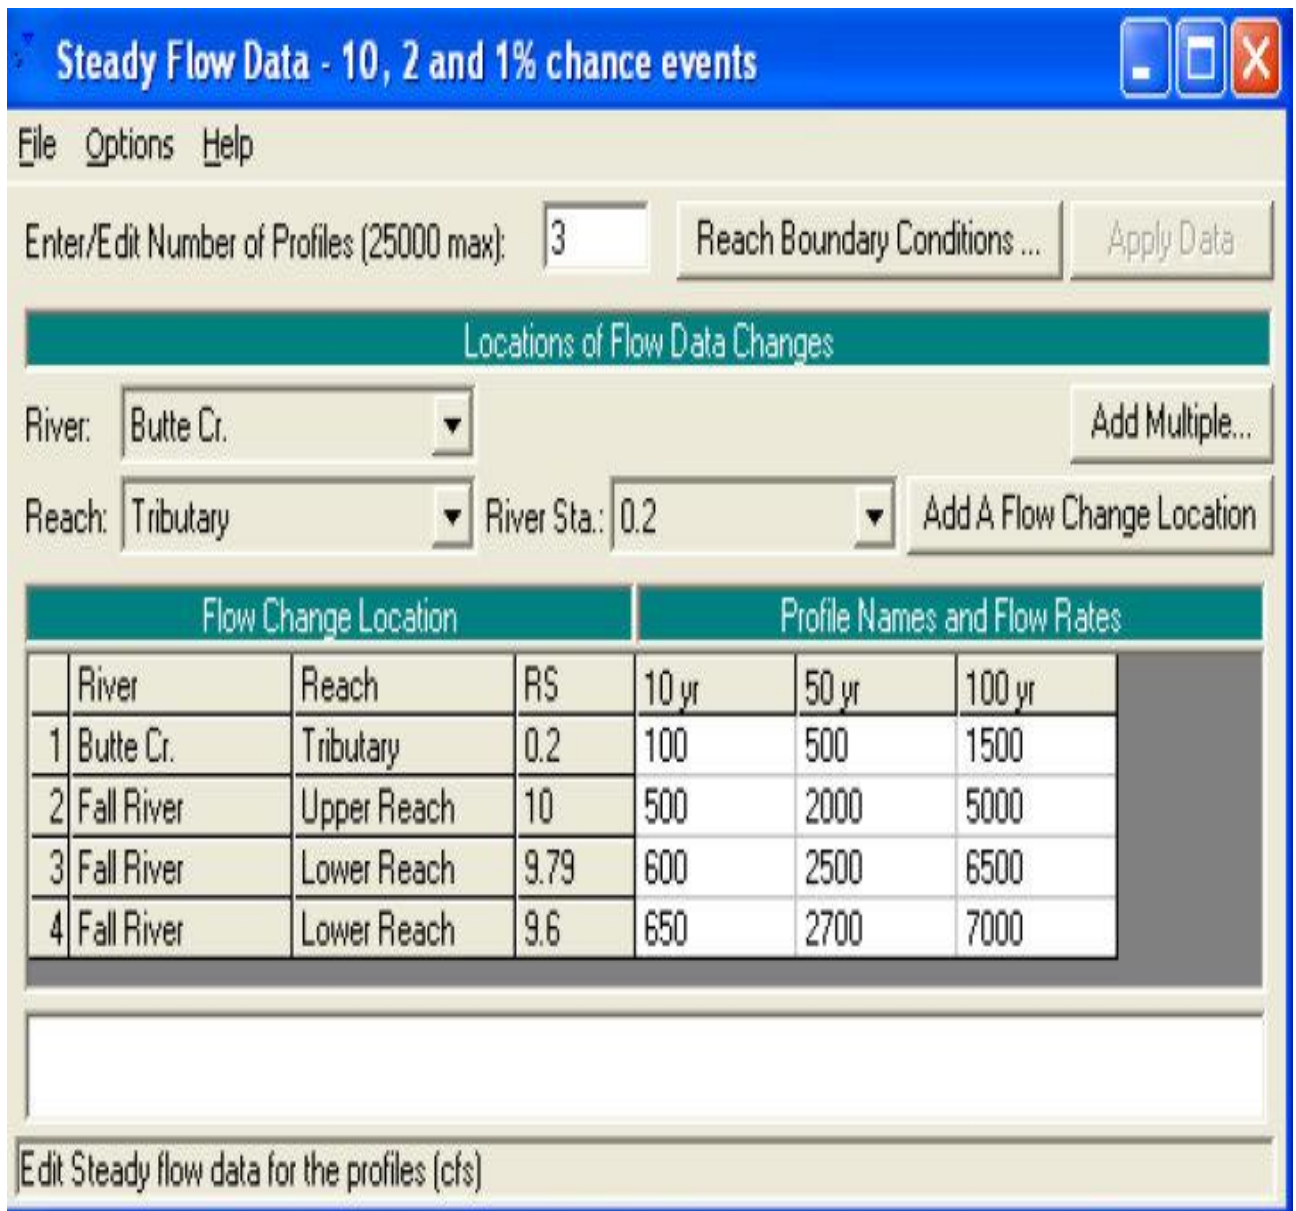 Steady Flow Data - 10, 2 and 1% chance events
File Options Help
Enter/Edit Number of Profiles (25000 max): 3 Reach Boundary Conditions ... Apply Data
Locations of Flow Data Changes
River: Butte Cr. Add Multiple...
Reach: Tributary River Sta.: 0.2 Add A Flow Change Location
Flow Change Location Profile Names and Flow Rates
River Reach RS 10 yr 50 yr 100 yr
1 Butte Cr. Tributary 0.2 100 500 1500
2 Fall River Upper Reach 10 500 2000 5000
3 Fall River Lower Reach 9.79 600 2500 6500
4 Fall River Lower Reach 9.6 650 2700 7000
Edit Steady flow data for the profiles (cfs)